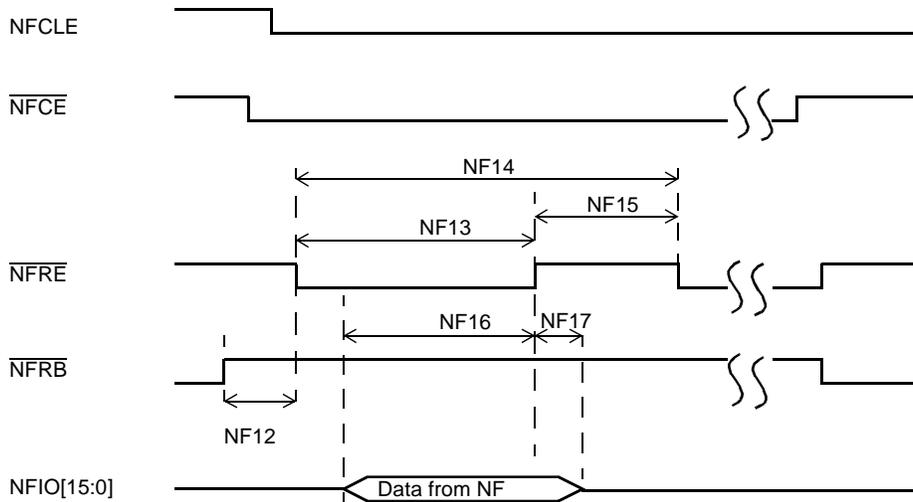 NFCLE
NFCE
NF14
NF15
NF13
NFRE
NF16
NF17
NFRB
NF12
NFIO[15:0]
Data from NF